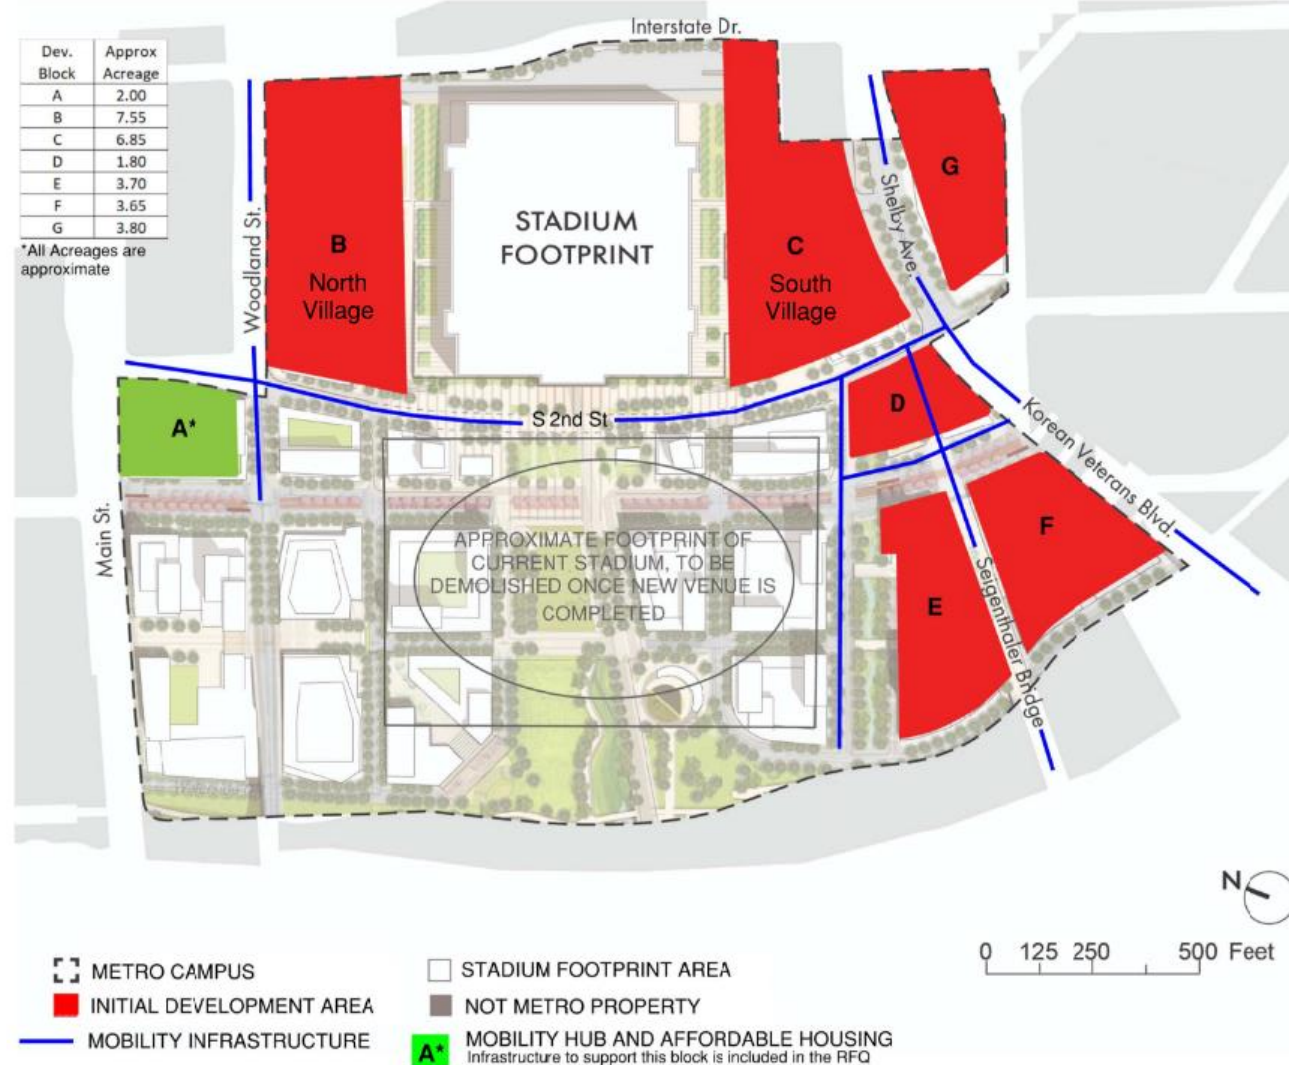 Interstate Dr.
Dev. Block Approx Acreage
A 2.00
B 7.55
C 6.85
D 1.80
E 3.70
F 3.65
G 3.80
*All Acreages are
approximate
Woodland St.
B
North
Village
STADIUM
FOOTPRINT
C
South
Village
Shelby Ave.
G
A*
S 2nd St
D
Korean Veterans Blvd.
Main St.
APPROXIMATE FOOTPRINT OF
CURRENT STADIUM, TO BE
DEMOLISHED ONCE NEW VENUE IS
COMPLETED
E
F
Seigenthaler Bridge
N
0 125 250 500 Feet
METRO CAMPUS
INITIAL DEVELOPMENT AREA
MOBILITY INFRASTRUCTURE
STADIUM FOOTPRINT AREA
NOT METRO PROPERTY
A* MOBILITY HUB AND AFFORDABLE HOUSING
Infrastructure to support this block is included in the RFQ